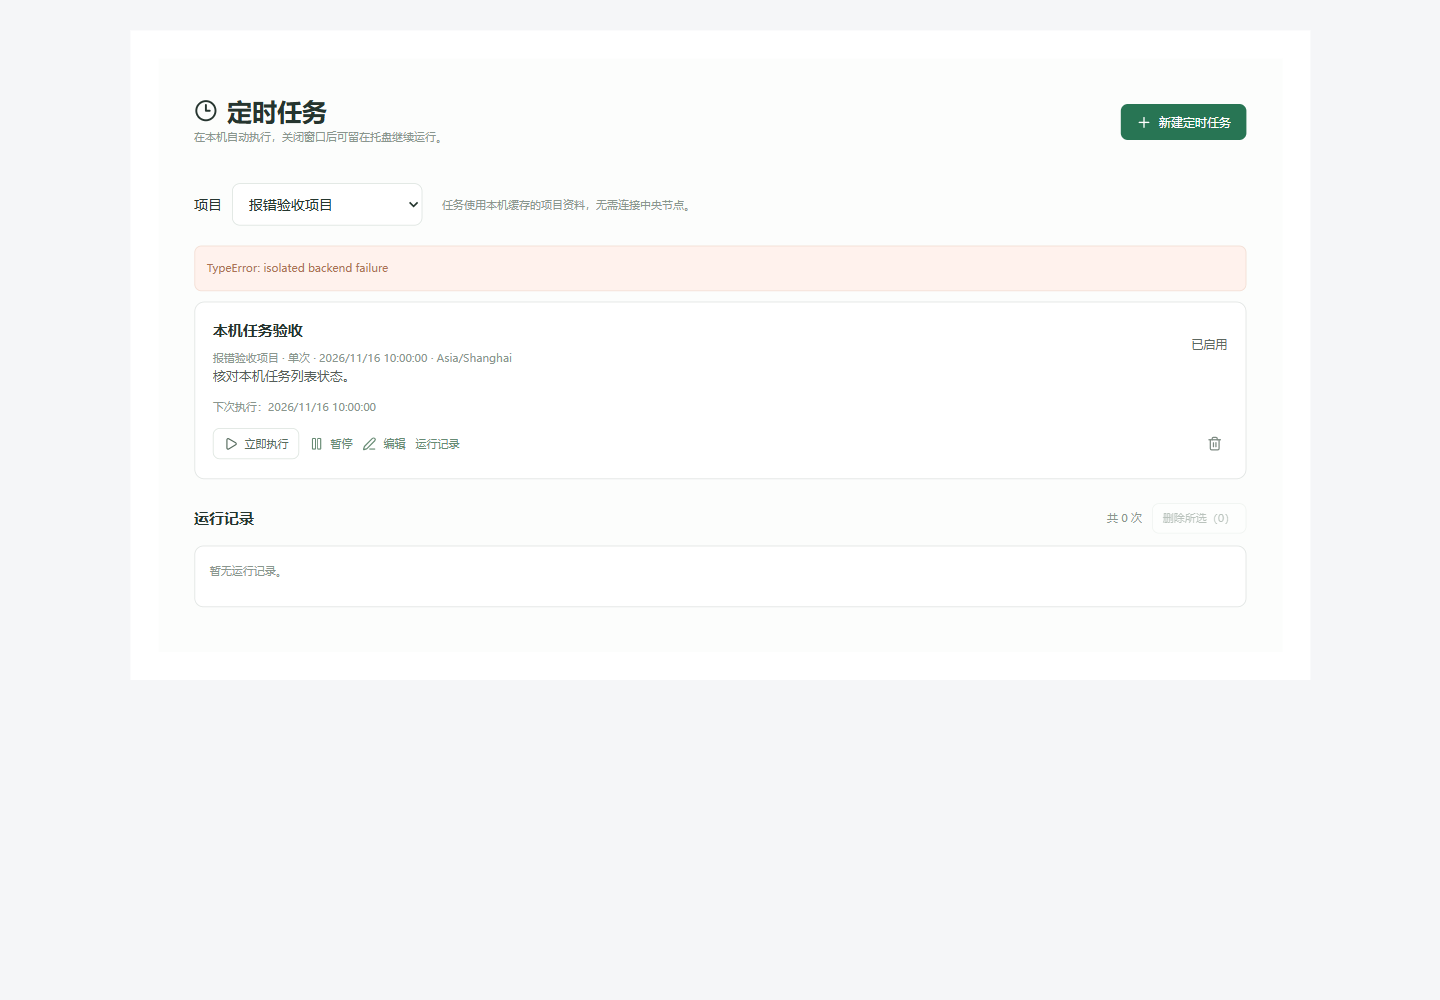 定时任务
在本机自动执行，关闭窗口后可留在托盘继续运行。
新建定时任务
项目 报错验收项目 任务使用本机缓存的项目资料，无需连接中央节点。
TypeError: isolated backend failure
本机任务验收
已启用
报错验收项目 · 单次 · 2026/11/16 10:00:00 · Asia/Shanghai
核对本机任务列表状态。
下次执行：2026/11/16 10:00:00
立即执行 暂停 编辑 运行记录
运行记录 共 0 次 删除所选（0）
暂无运行记录。